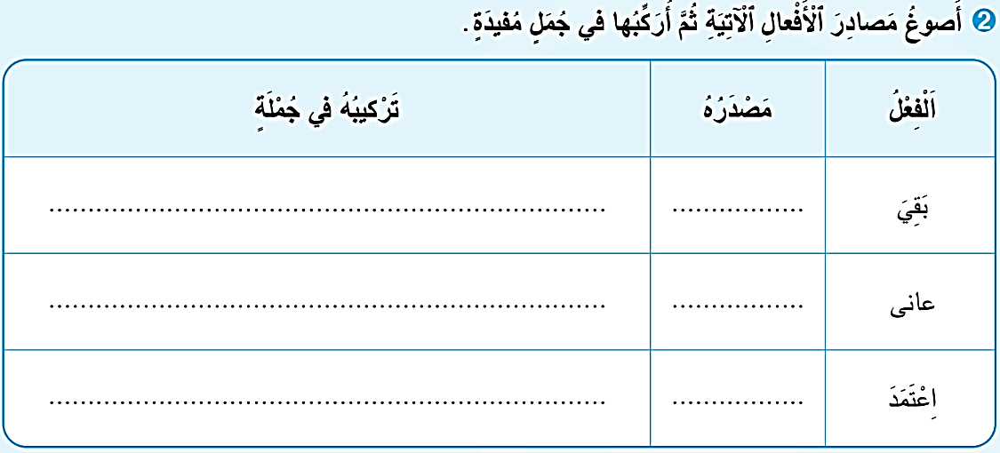 2 أَصوغُ مَصادِرَ ٱلْأَفْعالِ ٱلْآتِيَةِ ثُمَّ أُرَكِّبُها في جُمَلٍ مُفيدَةٍ.
اَلْفِعْلُ مَصْدَرُهُ تَرْكيبُهُ في جُمْلَةٍ
بَقِيَ ................. ........................................................................
عانى ................. ........................................................................
اِعْتَمَدَ ................. ........................................................................